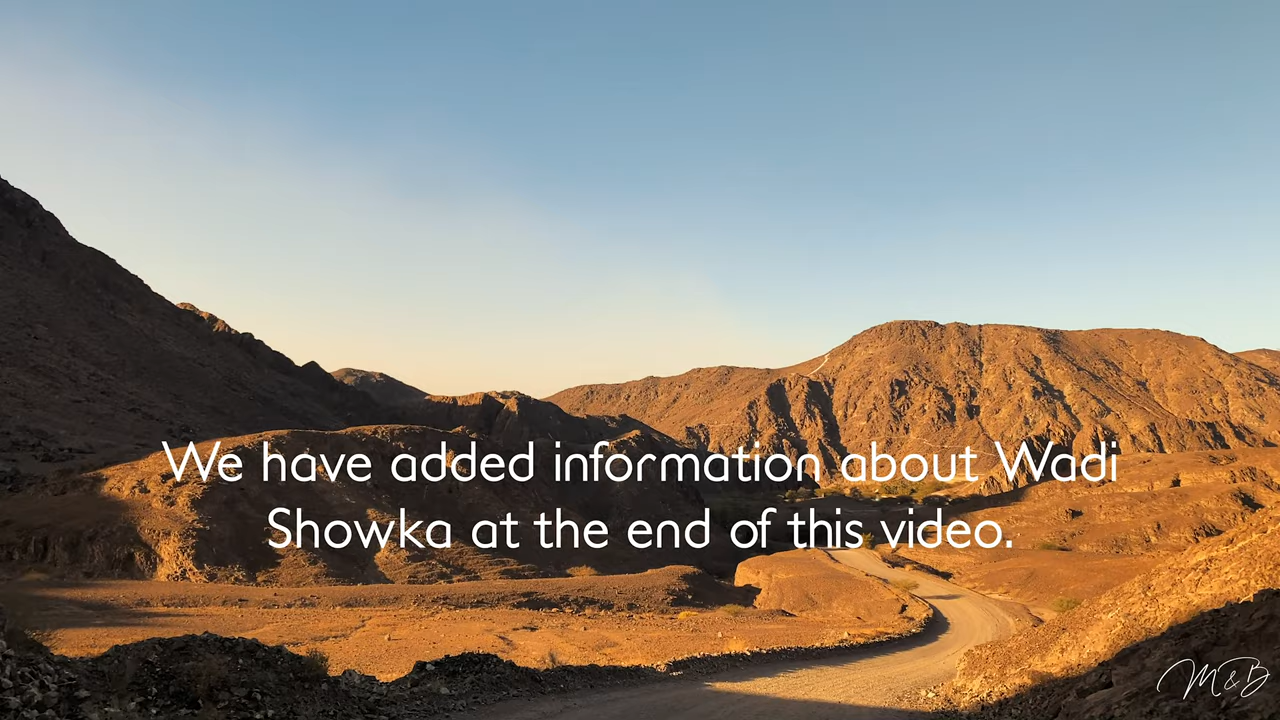 We have added information about Wadi
Showka at the end of this video.
M&B